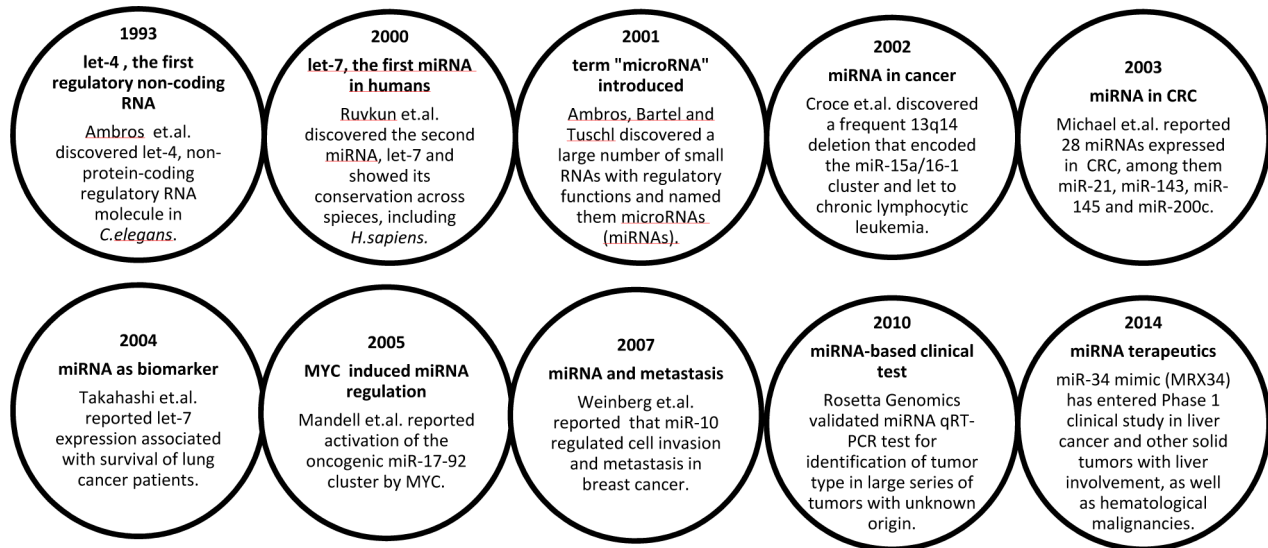 1993
let-4 , the first
regulatory non-coding
RNA
Ambros et.al.
discovered let-4, non-
protein-coding
regulatory RNA
molecule in
C.elegans.
2000
let-7, the first miRNA
in humans
Ruvkun et.al.
discovered the second
miRNA, let-7 and
showed its
conservation across
spieces, including
H.sapiens.
2001
term "microRNA"
introduced
Ambros, Bartel and
Tuschl discovered a
large number of small
RNAs with regulatory
functions and named
them microRNAs
(miRNAs).
2002
miRNA in cancer
Croce et.al. discovered
a frequent 13q14
deletion that encoded
the miR-15a/16-1
cluster and let to
chronic lymphocytic
leukemia.
2003
miRNA in CRC
Michael et.al. reported
28 miRNAs expressed
in CRC, among them
miR-21, miR-143, miR-
145 and miR-200c.
2004
miRNA as biomarker
Takahashi et.al.
reported let-7
expression associated
with survival of lung
cancer patients.
2005
MYC induced miRNA
regulation
Mandell et.al. reported
activation of the
oncogenic miR-17-92
cluster by MYC.
2007
miRNA and metastasis
Weinberg et.al.
reported that miR-10
regulated cell invasion
and metastasis in
breast cancer.
2010
miRNA-based clinical
test
Rosetta Genomics
validated miRNA qRT-
PCR test for
identification of tumor
type in large series of
tumors with unknown
origin.
2014
miRNA terapeutics
miR-34 mimic (MRX34)
has entered Phase 1
clinical study in liver
cancer and other solid
tumors with liver
involvement, as well
as hematological
malignancies.